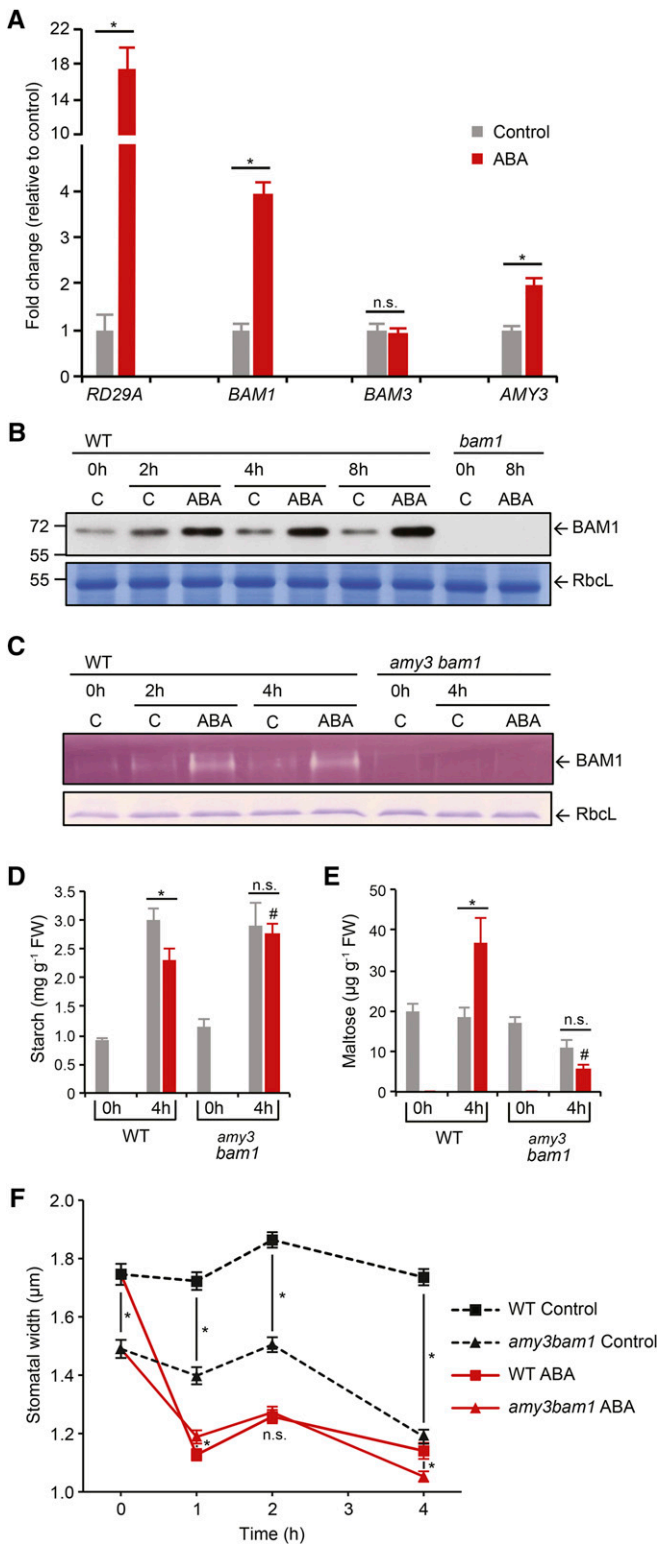 A
Fold change (relative to control)
22
18
14
10
4
2
1
0
*
*
n.s.
*
Control
ABA
RD29A BAM1 BAM3 AMY3
B
WT bam1
0h 2h 4h 8h 0h 8h
C C ABA C ABA C ABA C ABA
72
55
← BAM1
55
← RbcL
C
WT amy3 bam1
0h 2h 4h 0h 4h
C C ABA C ABA C C ABA
← BAM1
← RbcL
D
Starch (mg g-1 FW)
3.5
3.0
2.5
2.0
1.5
1.0
0.5
0
*
n.s.
#
0h 4h 0h 4h
WT amy3
bam1
E
Maltose (µg g-1 FW)
50
40
30
20
10
0
*
n.s.
#
0h 4h 0h 4h
WT amy3
bam1
F
Stomatal width (µm)
2.0
1.8
1.6
1.4
1.2
1.0
*
*
*
*
*
n.s.
*
0 1 2 3 4
Time (h)
WT Control
amy3bam1 Control
WT ABA
amy3bam1 ABA